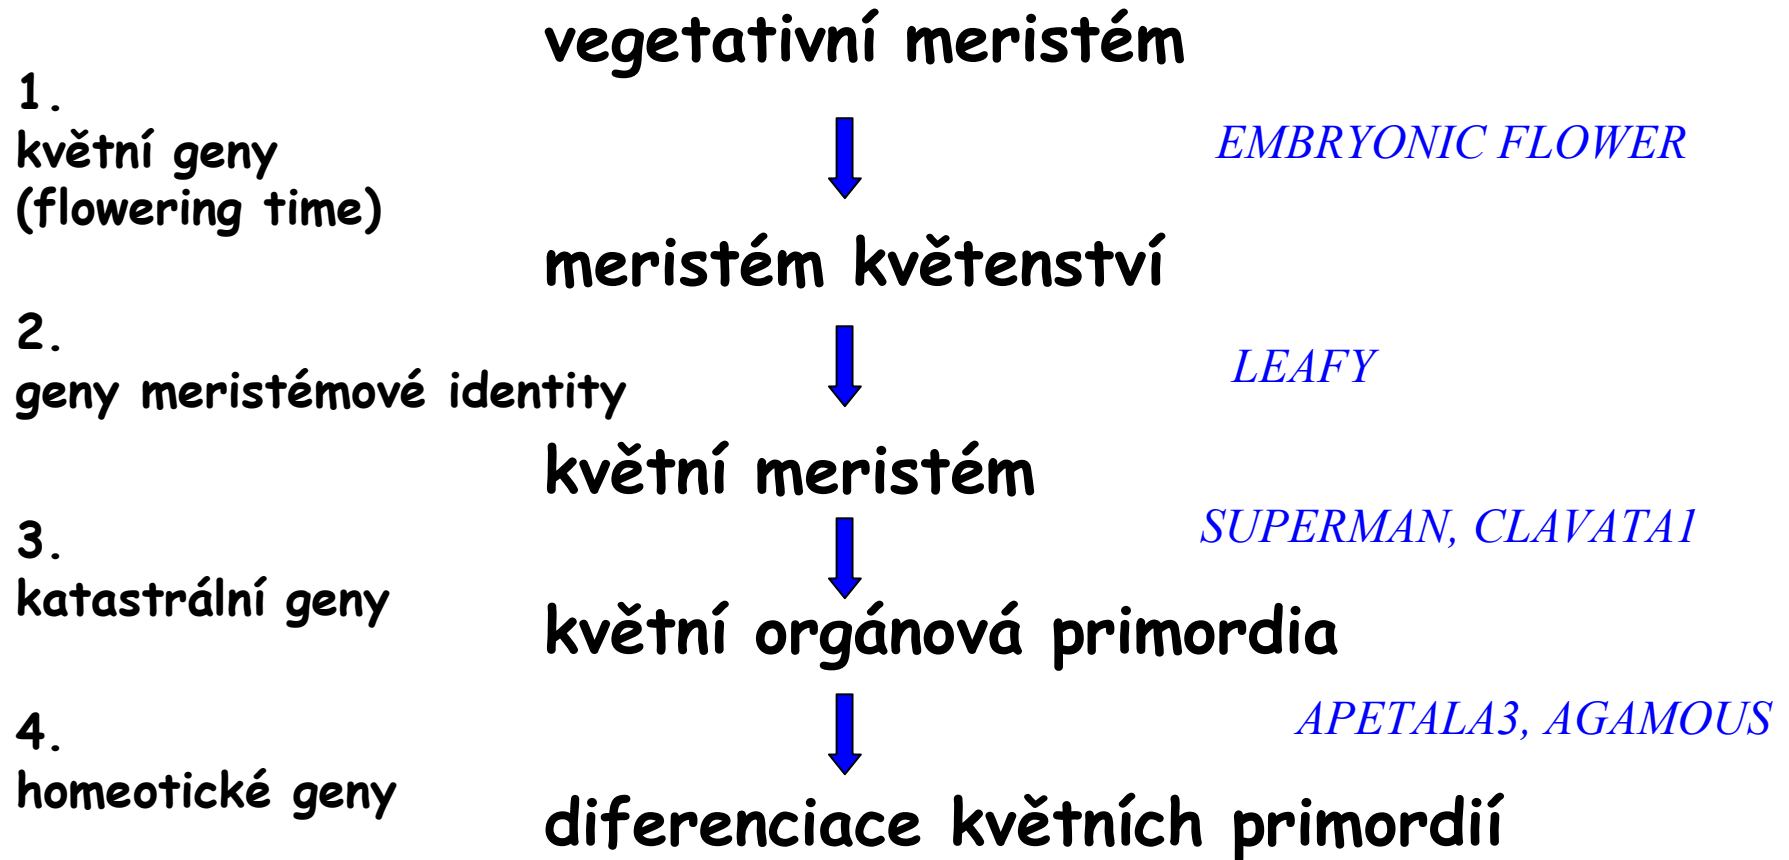 vegetativní meristém
1.
květní geny
(flowering time)
EMBRYONIC FLOWER
meristém květenství
2.
geny meristémové identity
LEAFY
květní meristém
3.
katastrální geny
SUPERMAN, CLAVATA1
květní orgánová primordia
4.
homeotické geny
APETALA3, AGAMOUS
diferenciace květních primordií